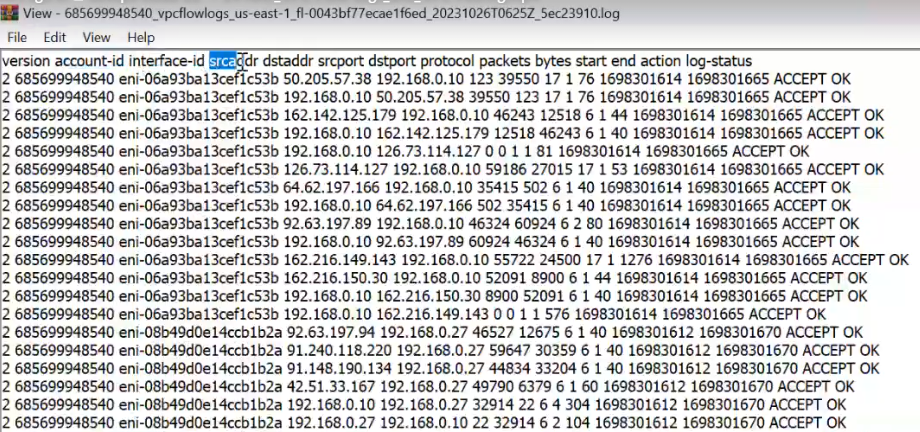 View - 685699948540_vpcflowlogs_us-east-1_fl-0043bf77ecae1f6ed_20231026T0625Z_5ec23910.log
File Edit View Help
version account-id interface-id srcaddr dstaddr srcport dstport protocol packets bytes start end action log-status
2 685699948540 eni-06a93ba13cef1c53b 50.205.57.38 192.168.0.10 123 39550 17 1 76 1698301614 1698301665 ACCEPT OK
2 685699948540 eni-06a93ba13cef1c53b 192.168.0.10 50.205.57.38 39550 123 17 1 76 1698301614 1698301665 ACCEPT OK
2 685699948540 eni-06a93ba13cef1c53b 162.142.125.179 192.168.0.10 46243 12518 6 1 44 1698301614 1698301665 ACCEPT OK
2 685699948540 eni-06a93ba13cef1c53b 192.168.0.10 162.142.125.179 12518 46243 6 1 40 1698301614 1698301665 ACCEPT OK
2 685699948540 eni-06a93ba13cef1c53b 192.168.0.10 126.73.114.127 0 0 1 1 81 1698301614 1698301665 ACCEPT OK
2 685699948540 eni-06a93ba13cef1c53b 126.73.114.127 192.168.0.10 59186 27015 17 1 53 1698301614 1698301665 ACCEPT OK
2 685699948540 eni-06a93ba13cef1c53b 64.62.197.166 192.168.0.10 35415 502 6 1 40 1698301614 1698301665 ACCEPT OK
2 685699948540 eni-06a93ba13cef1c53b 192.168.0.10 64.62.197.166 502 35415 6 1 40 1698301614 1698301665 ACCEPT OK
2 685699948540 eni-06a93ba13cef1c53b 92.63.197.89 192.168.0.10 46324 60924 6 2 80 1698301614 1698301665 ACCEPT OK
2 685699948540 eni-06a93ba13cef1c53b 192.168.0.10 92.63.197.89 60924 46324 6 1 40 1698301614 1698301665 ACCEPT OK
2 685699948540 eni-06a93ba13cef1c53b 162.216.149.143 192.168.0.10 55722 24500 17 1 1276 1698301614 1698301665 ACCEPT OK
2 685699948540 eni-06a93ba13cef1c53b 162.216.150.30 192.168.0.10 52091 8900 6 1 44 1698301614 1698301665 ACCEPT OK
2 685699948540 eni-06a93ba13cef1c53b 192.168.0.10 162.216.150.30 8900 52091 6 1 40 1698301614 1698301665 ACCEPT OK
2 685699948540 eni-06a93ba13cef1c53b 192.168.0.10 162.216.149.143 0 0 1 1 576 1698301614 1698301665 ACCEPT OK
2 685699948540 eni-08b49d0e14ccb1b2a 92.63.197.94 192.168.0.27 46527 12675 6 1 40 1698301612 1698301670 ACCEPT OK
2 685699948540 eni-08b49d0e14ccb1b2a 91.240.118.220 192.168.0.27 59647 30359 6 1 40 1698301612 1698301670 ACCEPT OK
2 685699948540 eni-08b49d0e14ccb1b2a 91.148.190.134 192.168.0.27 44834 33204 6 1 40 1698301612 1698301670 ACCEPT OK
2 685699948540 eni-08b49d0e14ccb1b2a 42.51.33.167 192.168.0.27 49790 6379 6 1 60 1698301612 1698301670 ACCEPT OK
2 685699948540 eni-08b49d0e14ccb1b2a 192.168.0.10 192.168.0.27 32914 22 6 4 304 1698301612 1698301670 ACCEPT OK
2 685699948540 eni-08b49d0e14ccb1b2a 192.168.0.27 192.168.0.10 22 32914 6 2 104 1698301612 1698301670 ACCEPT OK